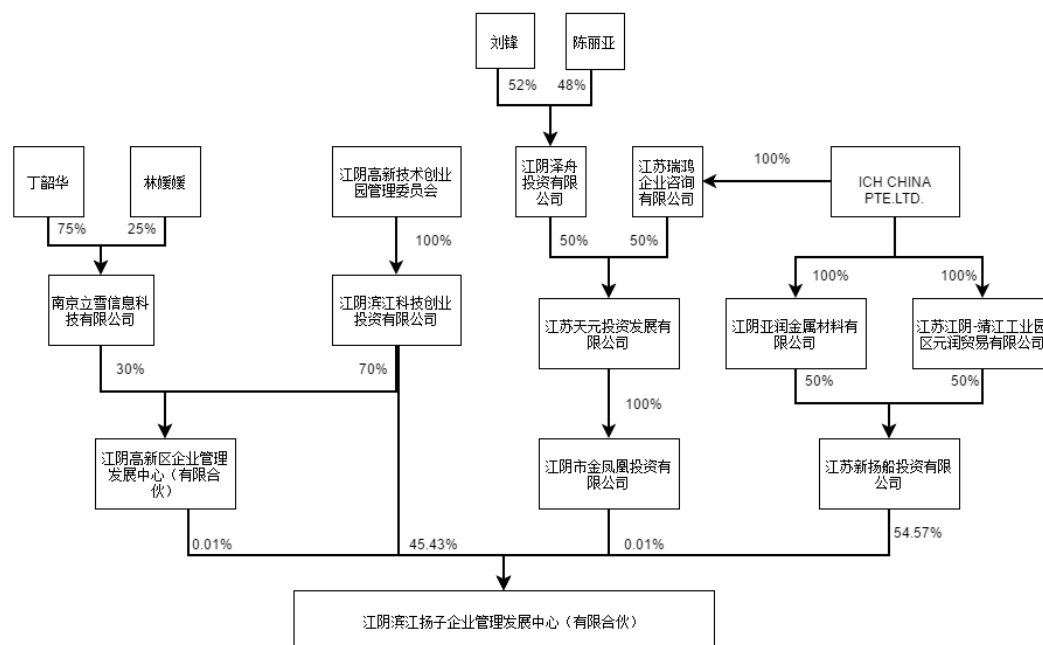 刘锋
陈丽亚
52%
48%
丁韶华
林媛媛
江阴高新技术创业
园管理委员会
江阴泽舟
投资有限
公司
江苏瑞鸿
企业咨询
有限公司
100%
ICH CHINA
PTE.LTD.
75%
25%
100%
50%
50%
100%
100%
南京立雪信息科
技有限公司
江阴滨江科技创业
投资有限公司
江苏天元投资发展有
限公司
江阴亚润金属材料有
限公司
江苏江阴-靖江工业园
区元润贸易有限公司
30%
70%
100%
50%
50%
江阴高新区企业管理
发展中心（有限合
伙）
江阴市金凤凰投资有
限公司
江苏新扬船投资有限
公司
0.01%
45.43%
0.01%
54.57%
江阴滨江扬子企业管理发展中心（有限合伙）